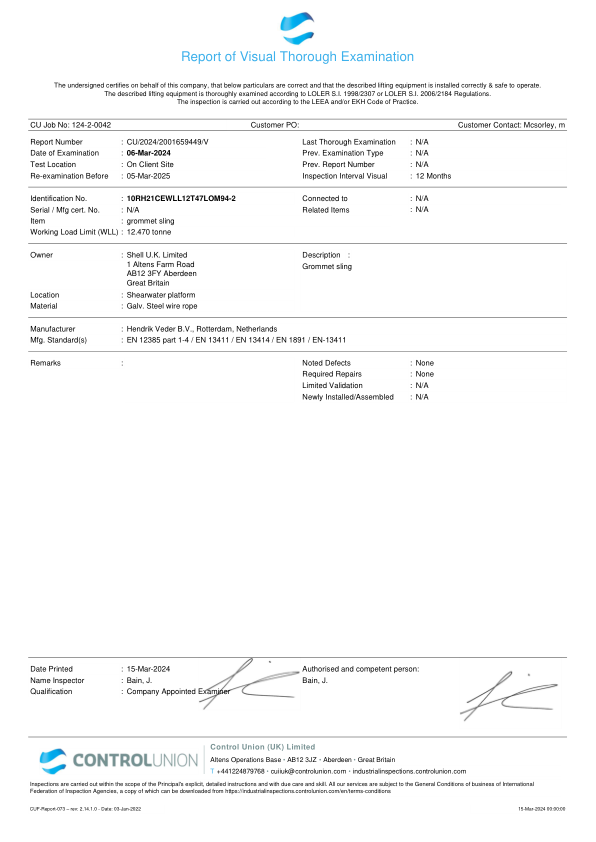 Report of Visual Thorough Examination
The undersigned certifies on behalf of this company, that below particulars are correct and that the described lifting equipment is installed correctly & safe to operate.
The described lifting equipment is thoroughly examined according to LOLER S.I. 1998/2307 or LOLER S.I. 2006/2184 Regulations.
The inspection is carried out according to the LEEA and/or EKH Code of Practice.
CU Job No: 124-2-0042 Customer PO: Customer Contact: Mcsorley, m
Report Number : CU/2024/2001659449/V Last Thorough Examination : N/A
Date of Examination : 06-Mar-2024 Prev. Examination Type : N/A
Test Location : On Client Site Prev. Report Number : N/A
Re-examination Before : 05-Mar-2025 Inspection Interval Visual : 12 Months
Identification No. : 10RH21CEWLL12T47LOM94-2 Connected to : N/A
Serial / Mfg cert. No. : N/A Related Items : N/A
Item : grommet sling
Working Load Limit (WLL) : 12.470 tonne
Owner : Shell U.K. Limited Description :
1 Altens Farm Road Grommet sling
AB12 3FY Aberdeen
Great Britain
Location : Shearwater platform
Material : Galv. Steel wire rope
Manufacturer : Hendrik Veder B.V., Rotterdam, Netherlands
Mfg. Standard(s) : EN 12385 part 1-4 / EN 13411 / EN 13414 / EN 1891 / EN-13411
Remarks : Noted Defects : None
Required Repairs : None
Limited Validation : N/A
Newly Installed/Assembled : N/A
Date Printed : 15-Mar-2024 Authorised and competent person:
Name Inspector : Bain, J. Bain, J.
Qualification : Company Appointed Examiner
CONTROLUNION
Control Union (UK) Limited
Altens Operations Base · AB12 3JZ · Aberdeen · Great Britain
T +441224879768 · cuiiuk@controlunion.com · industrialinspections.controlunion.com
Inspections are carried out within the scope of the Principal's explicit, detailed instructions and with due care and skill. All our services are subject to the General Conditions of business of International
Federation of Inspection Agencies, a copy of which can be downloaded from https://industrialinspections.controlunion.com/en/terms-conditions
CUF-Report-073 – rev: 2.14.1.0 - Date: 03-Jun-2022 15-Mar-2024 00:00:00